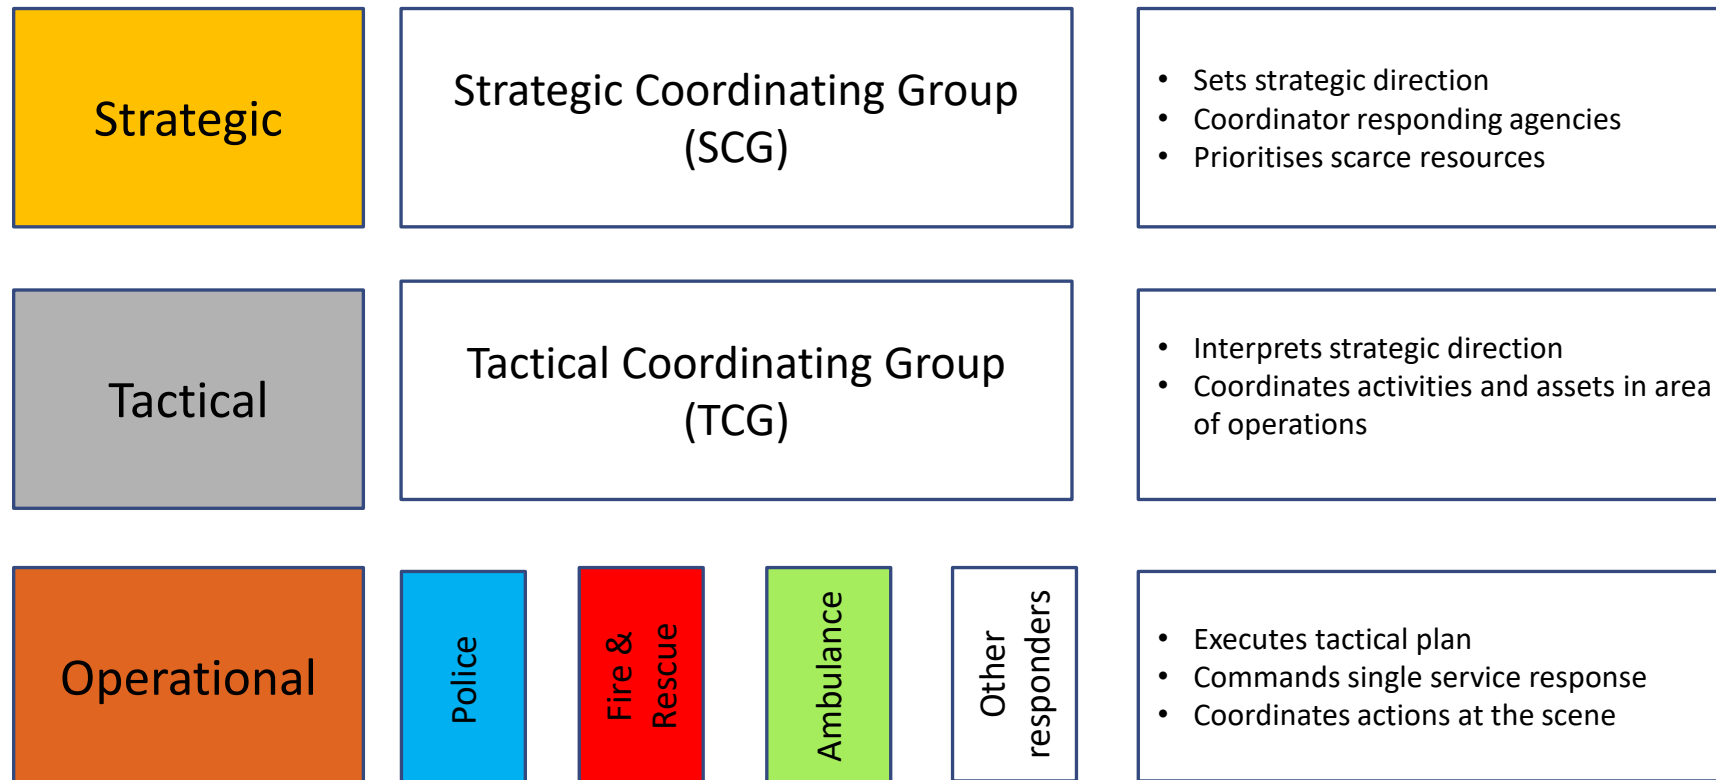 Strategic
Strategic Coordinating Group
(SCG)
• Sets strategic direction
• Coordinator responding agencies
• Prioritises scarce resources
Tactical
Tactical Coordinating Group
(TCG)
• Interprets strategic direction
• Coordinates activities and assets in area
of operations
Operational
Police
Fire &
Rescue
Ambulance
Other
responders
• Executes tactical plan
• Commands single service response
• Coordinates actions at the scene